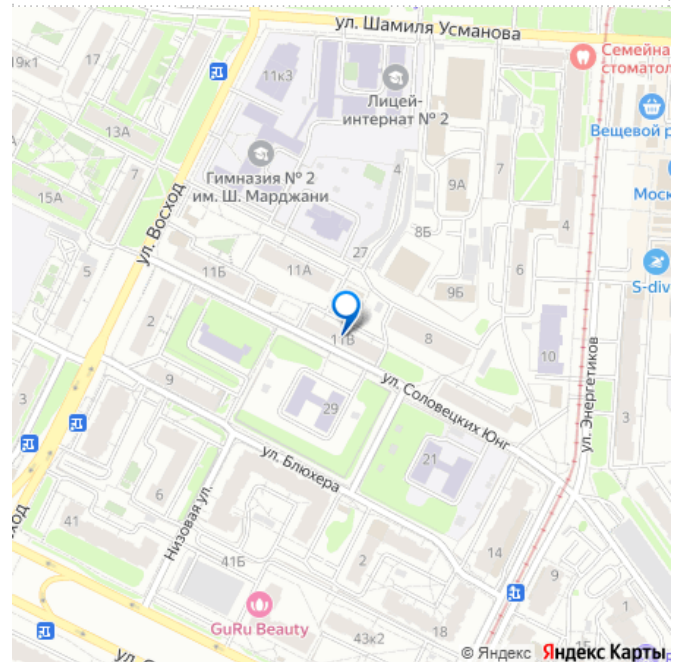 ул. Шамиля Усманова
19к1
17
11к3
Лицей-
интернат № 2
Семейна
стоматол
13А
Вещевой р
Гимназия № 2
им. Ш. Марджани
4
9А
7
Моск
15А
7
ул. Восход
4
8Б
27
5
11Б
11А
6
S-div
9Б
2
11В
8
10
ул. Энергетиков
3
9
ул. Соловецких Юнг
29
3
21
ул. Блюхера
6
Низовая ул.
41
14
41Б
2
9
1
GuRu Beauty
18
43к2
15
ул. С
© Яндекс Яндекс Карты